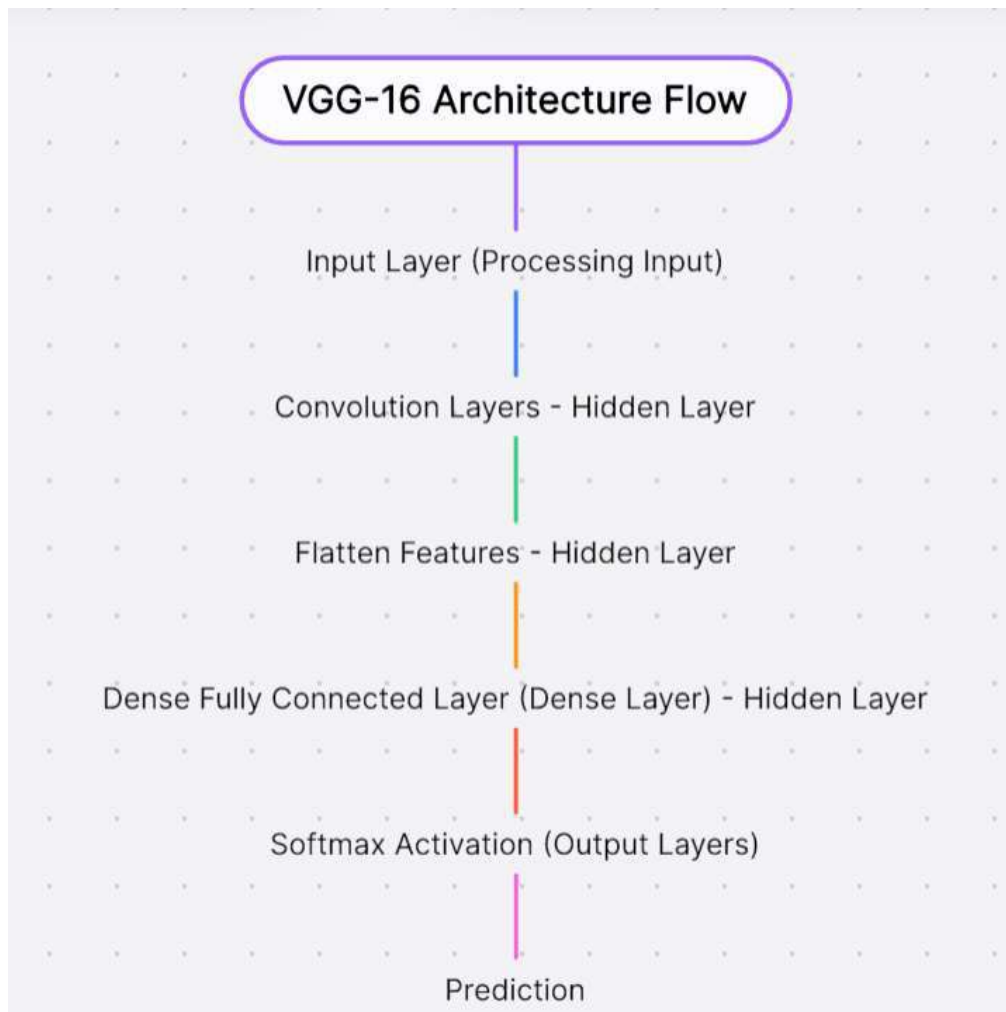 VGG-16 Architecture Flow
Input Layer (Processing Input)
Convolution Layers - Hidden Layer
Flatten Features - Hidden Layer
Dense Fully Connected Layer (Dense Layer) - Hidden Layer
Softmax Activation (Output Layers)
Prediction